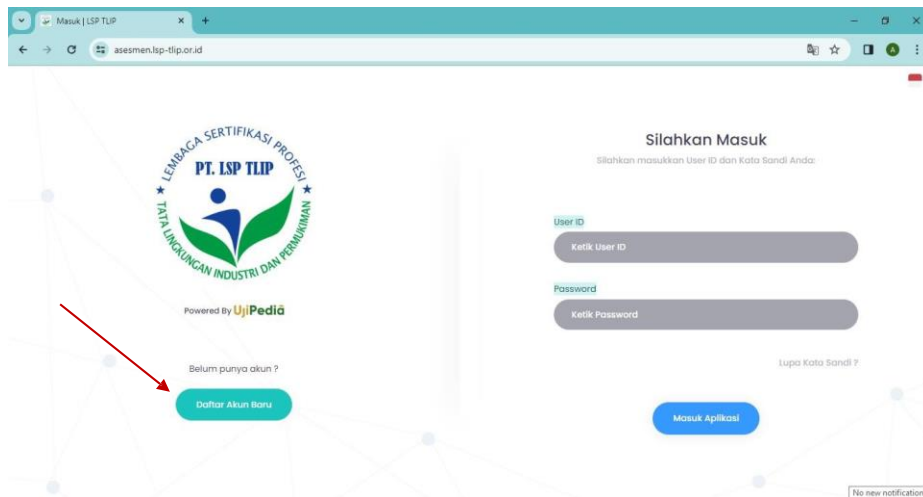 Masuk | LSP TLIP
asesmen.lsp-tlip.or.id
LEMBAGA SERTIFIKASI PROFESI
PT. LSP TLIP
TATA LINGKUNGAN INDUSTRI DAN PERMUKIMAN
Powered By UjiPediā
Belum punya akun ?
Daftar Akun Baru
Silahkan Masuk
Silahkan masukkan User ID dan Kata Sandi Anda:
User ID
Ketik User ID
Password
Ketik Password
Lupa Kata Sandi ?
Masuk Aplikasi
A
No new notification